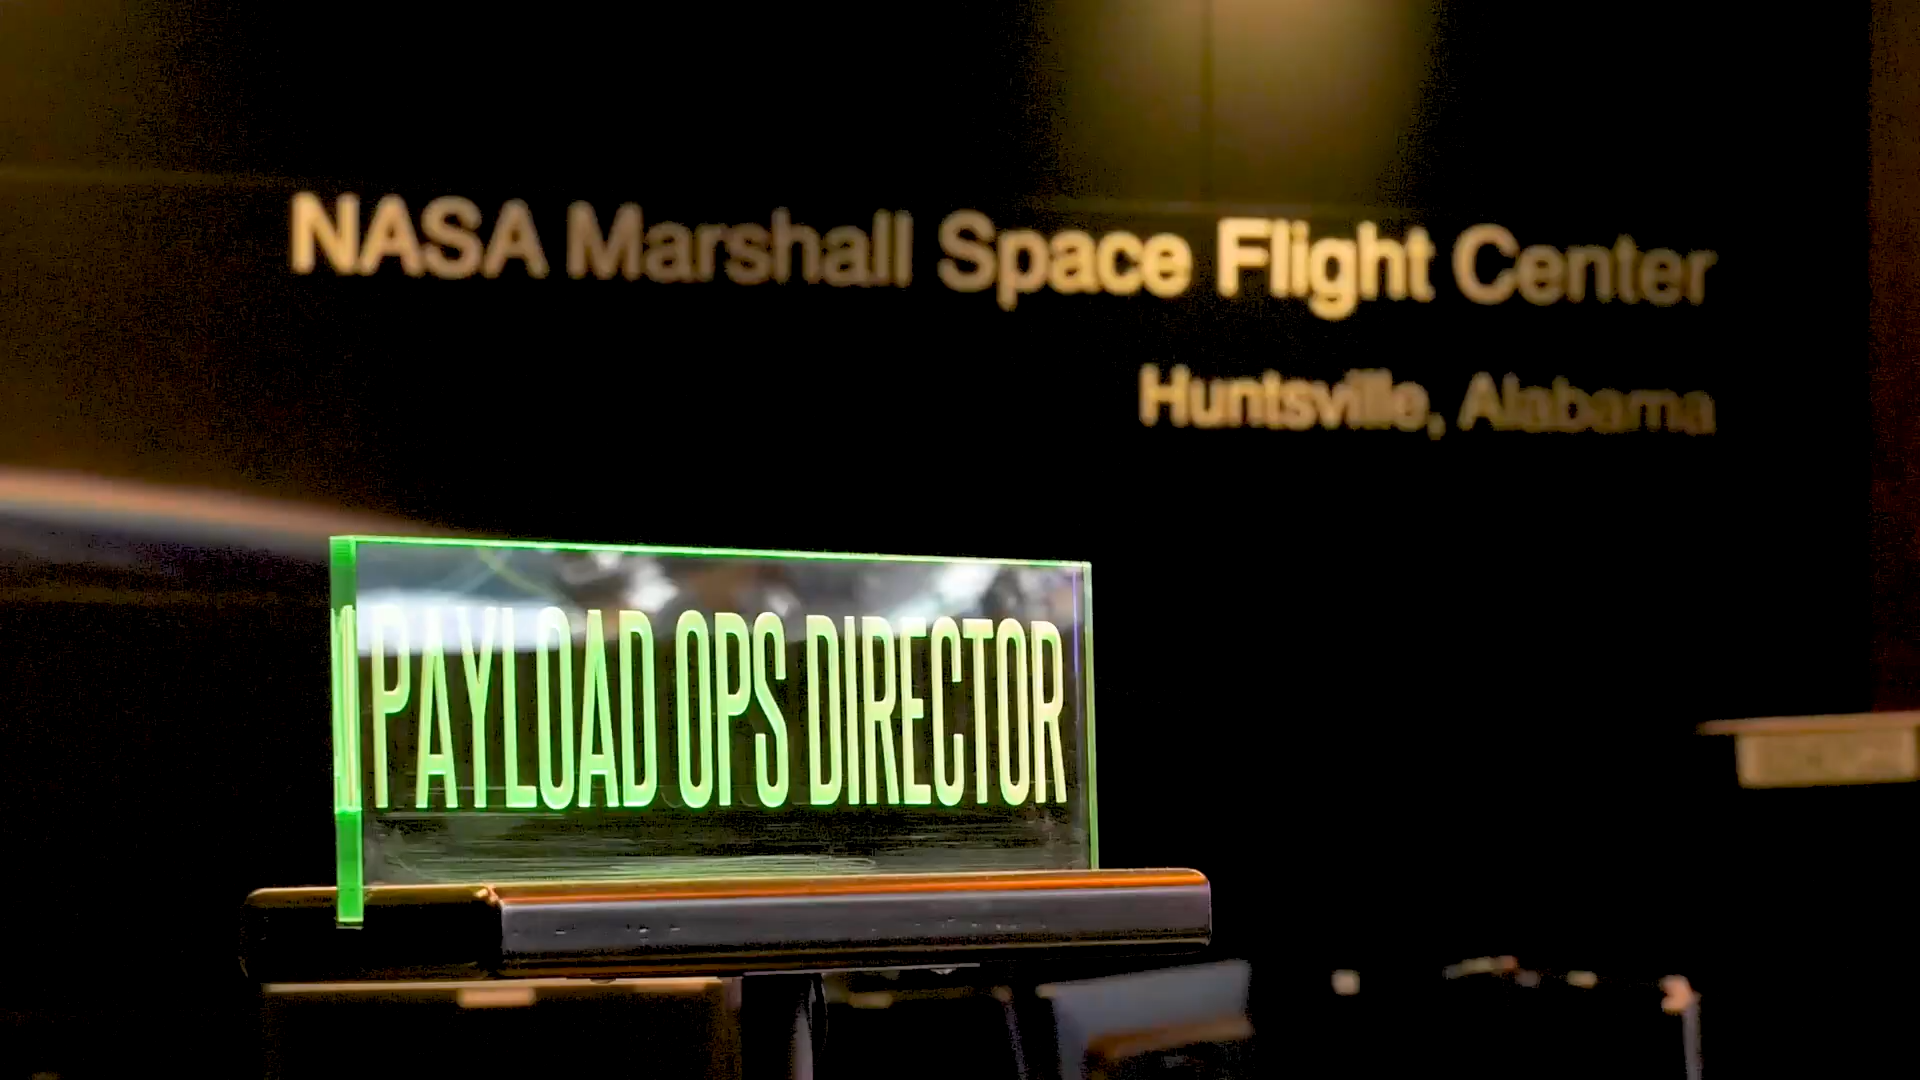 NASA Marshall Space Flight Center
Huntsville, Alabama
PAYLOAD OPS DIRECTOR